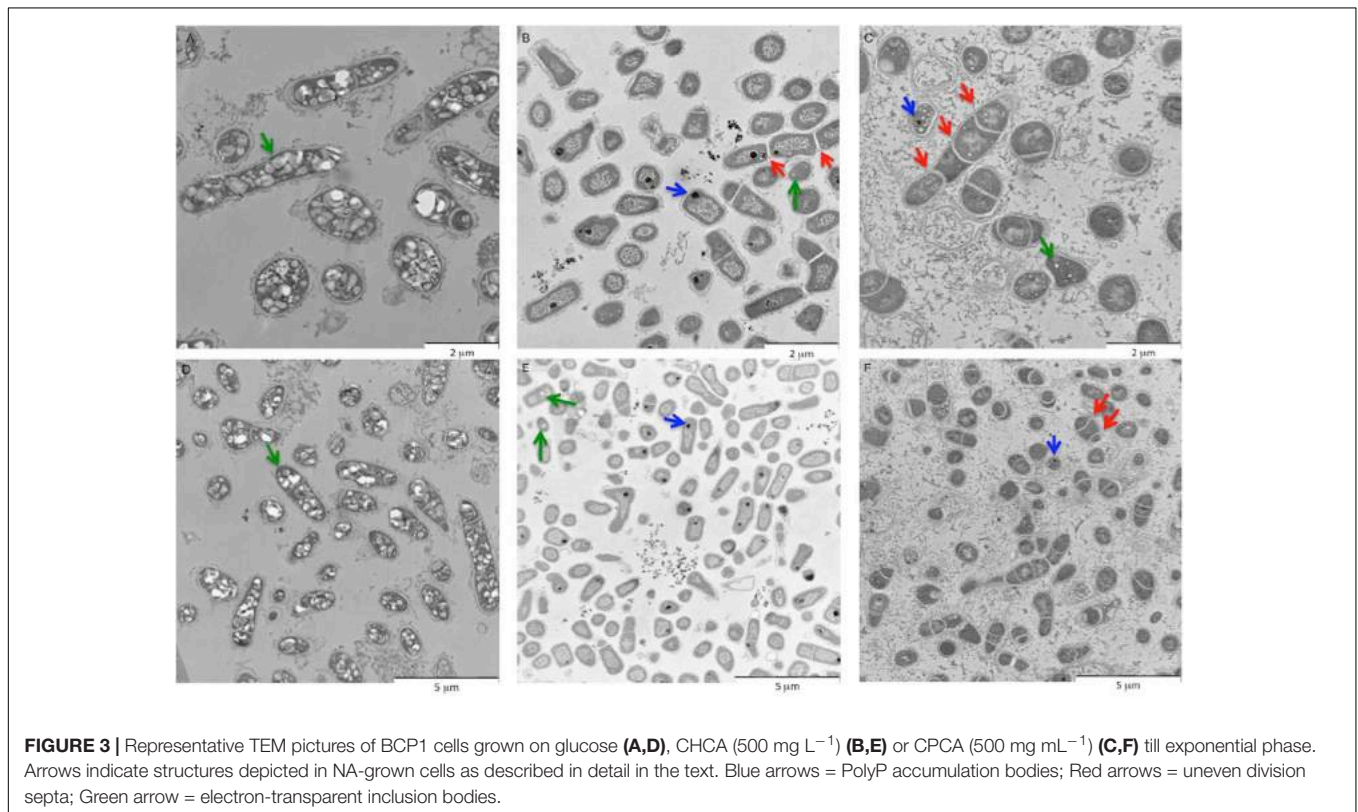 A
B
C
2 μm
2 μm
2 μm
D
E
F
5 μm
5 μm
5 μm
FIGURE 3 | Representative TEM pictures of BCP1 cells grown on glucose (A,D), CHCA (500 mg L⁻¹) (B,E) or CPCA (500 mg mL⁻¹) (C,F) till exponential phase.
Arrows indicate structures depicted in NA-grown cells as described in detail in the text. Blue arrows = PolyP accumulation bodies; Red arrows = uneven division
septa; Green arrow = electron-transparent inclusion bodies.